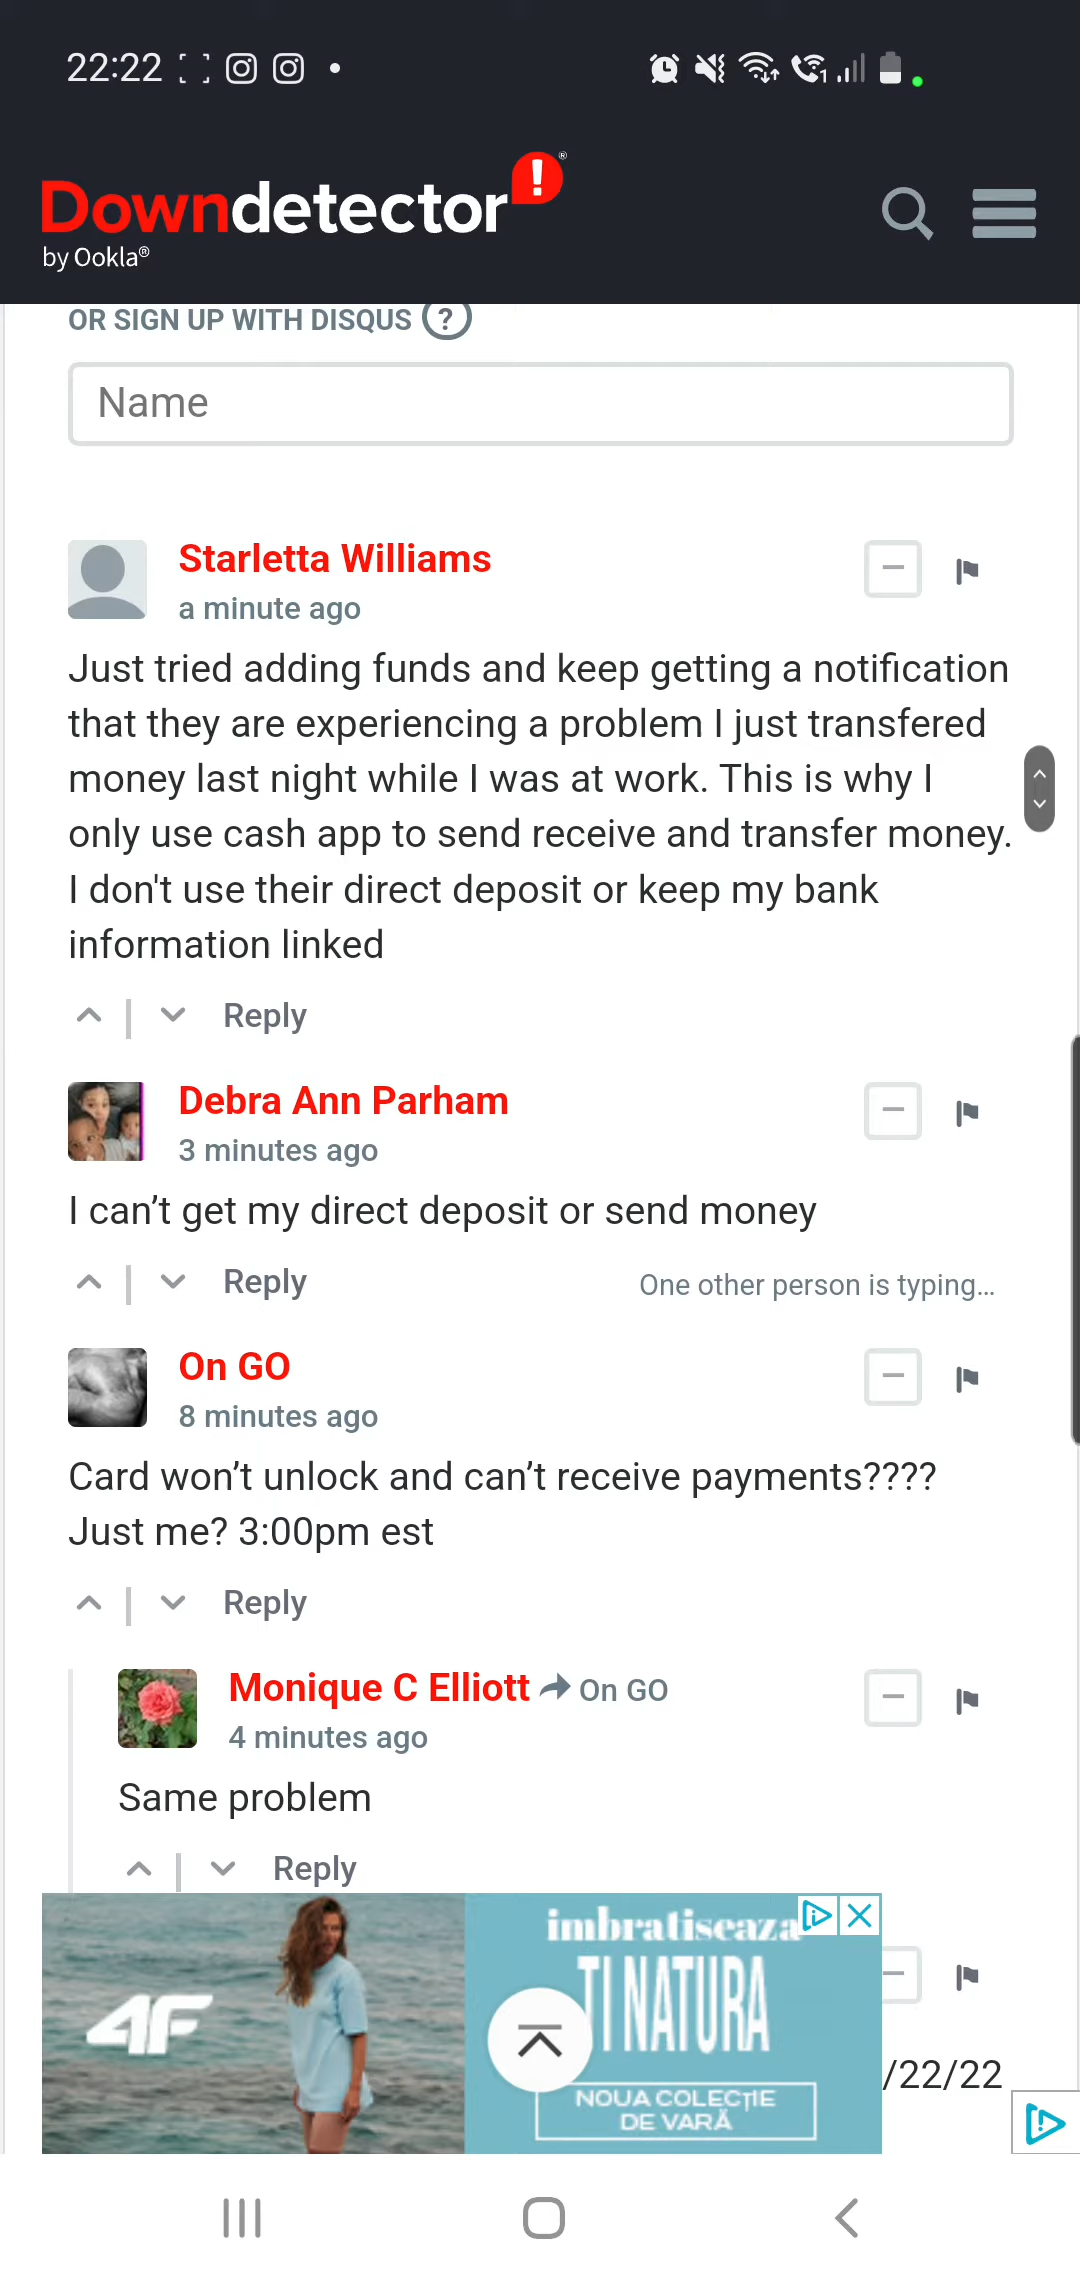 22:22
Downdetector!®
by Ookla®
OR SIGN UP WITH DISQUS ?
Name
Starletta Williams
a minute ago
Just tried adding funds and keep getting a notification
that they are experiencing a problem I just transfered
money last night while I was at work. This is why I
only use cash app to send receive and transfer money.
I don't use their direct deposit or keep my bank
information linked
Reply
Debra Ann Parham
3 minutes ago
I can’t get my direct deposit or send money
Reply
One other person is typing...
On GO
8 minutes ago
Card won’t unlock and can’t receive payments????
Just me? 3:00pm est
Reply
Monique C Elliott On GO
4 minutes ago
Same problem
Reply
4F
imbratiseaza
TI NATURA
NOUA COLECȚIE
DE VARĂ
/22/22